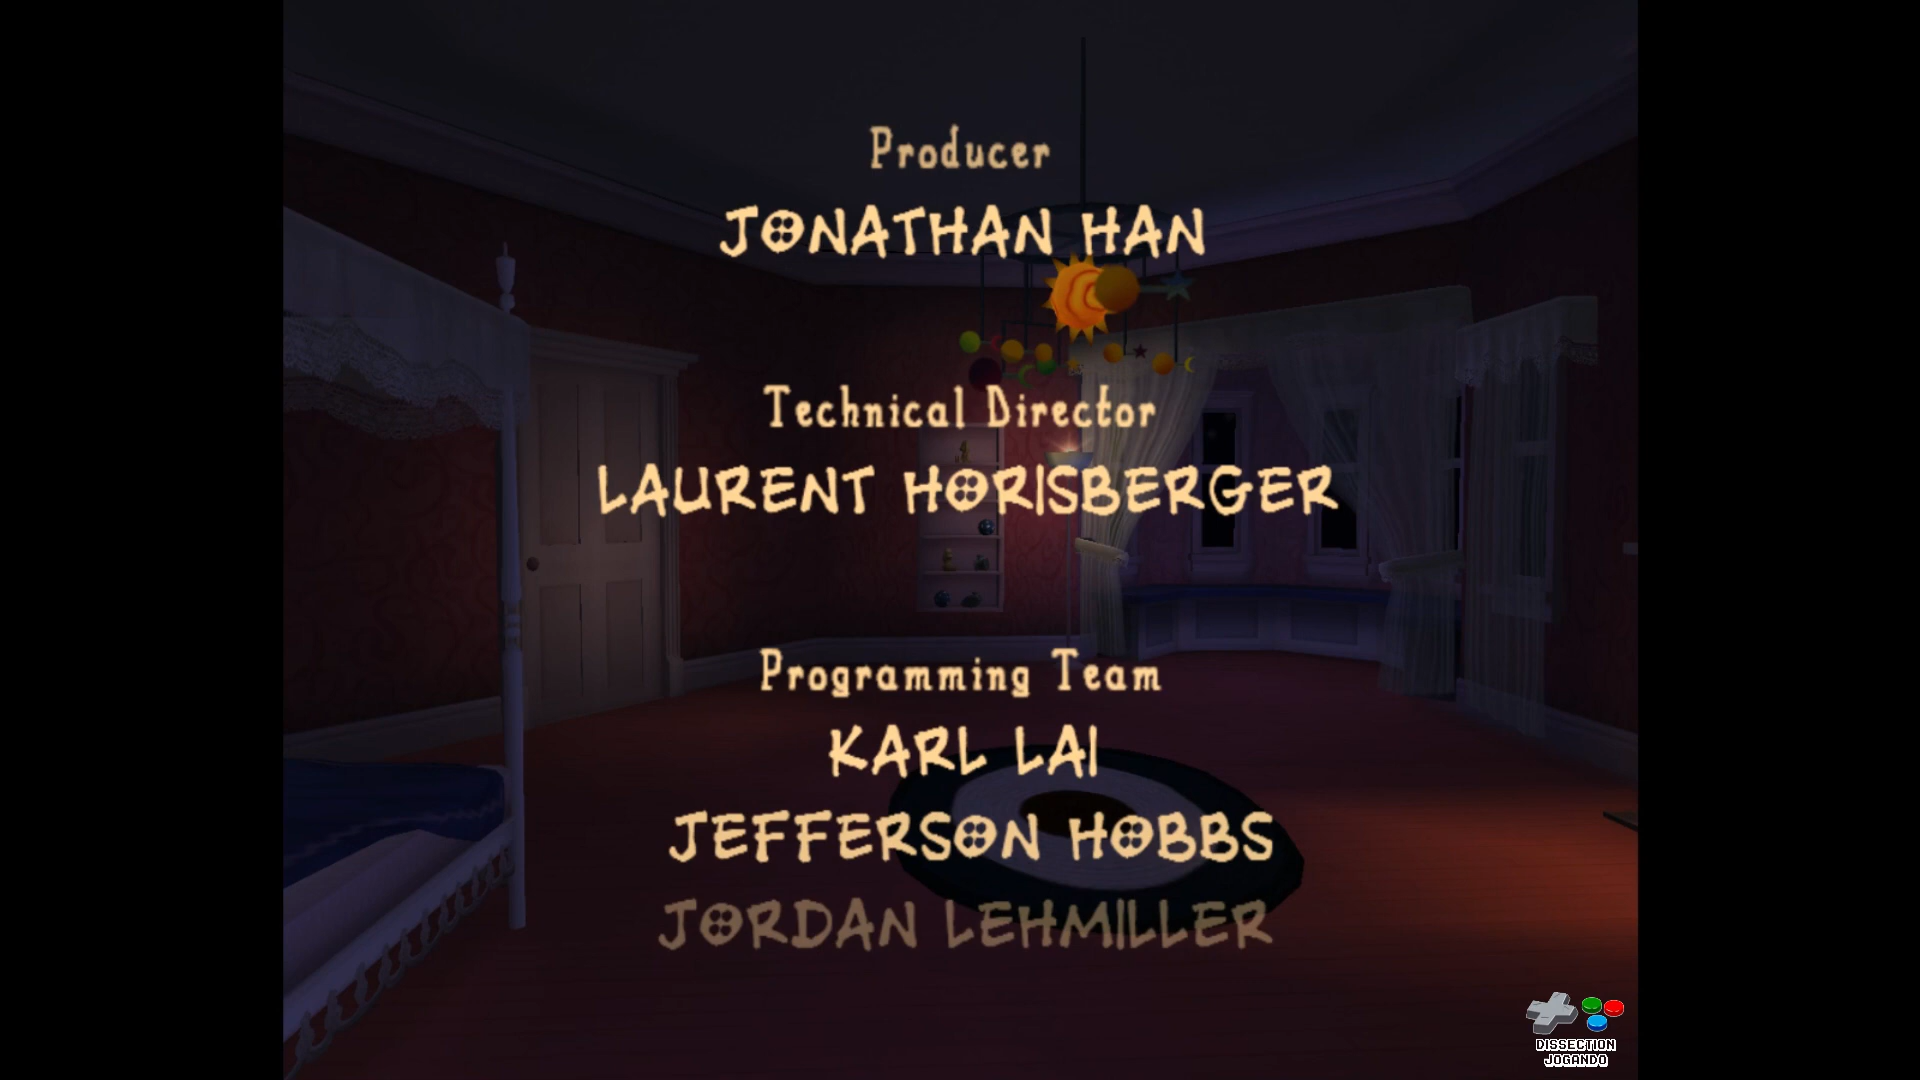 Producer
JONATHAN HAN
Technical Director
LAURENT HORISBERGER
Programming Team
KARL LAI
JEFFERSON HOBBS
JORDAN LEHMILLER
DISSECTION
JOGANDO